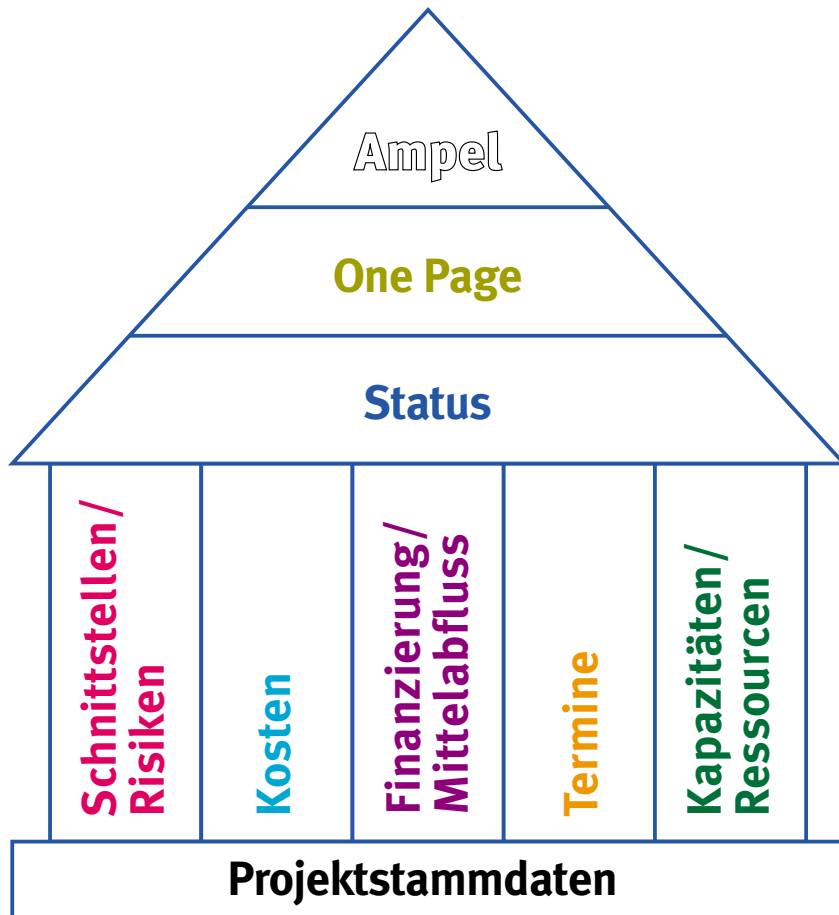 Ampel
One Page
Status
Schnittstellen/
Risiken
Kosten
Finanzierung/
Mittelabfluss
Termine
Kapazitäten/
Ressourcen
Projektstammdaten